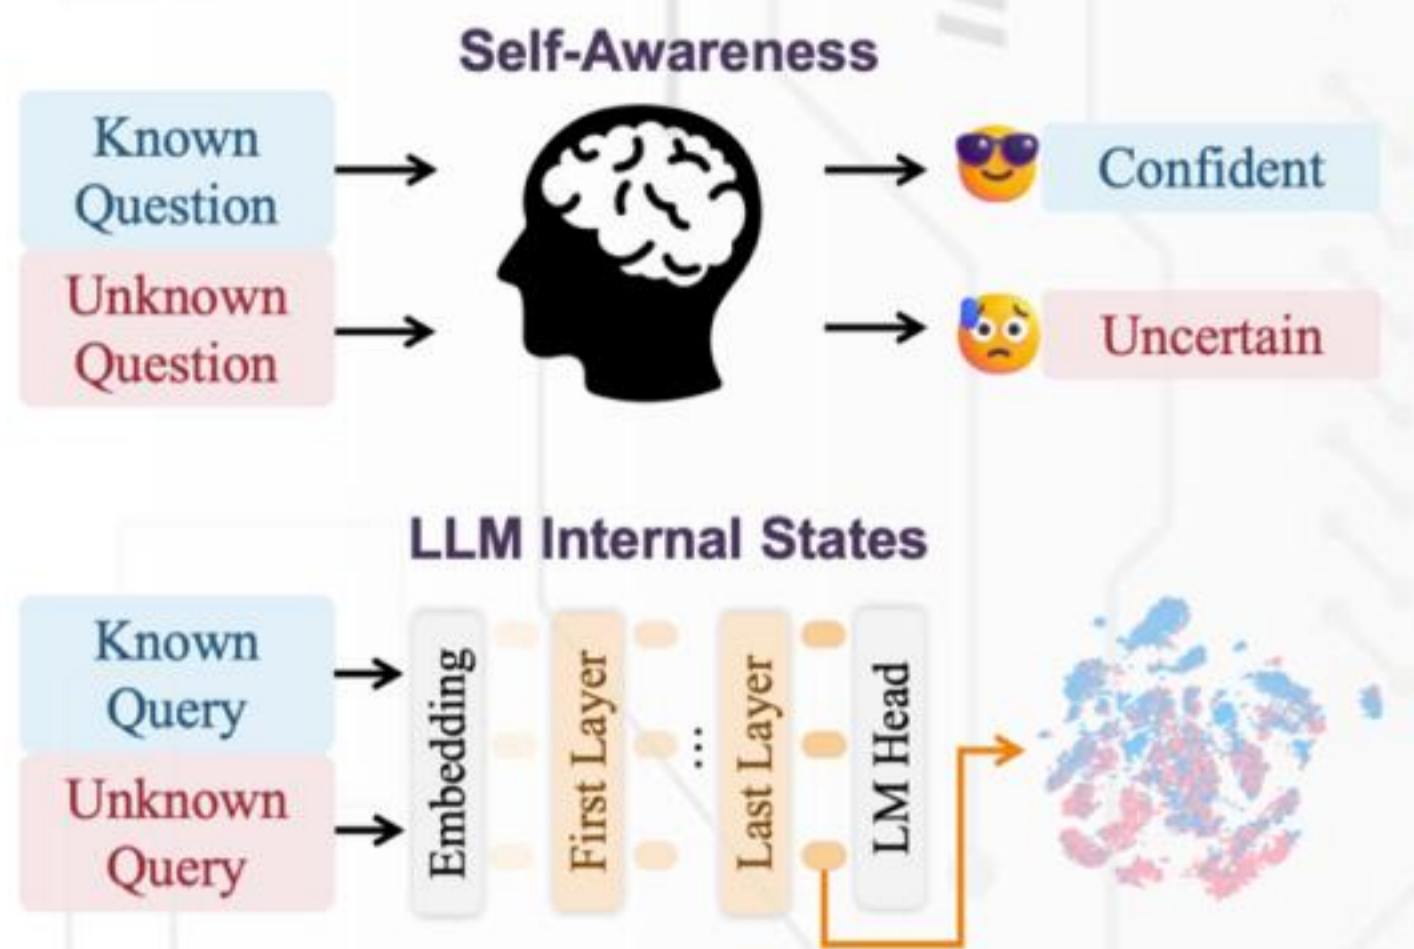 Self-Awareness
Known
Question
Confident
Unknown
Question
Uncertain
LLM Internal States
Known
Query
Unknown
Query
Embedding
First Layer
...
Last Layer
LM Head